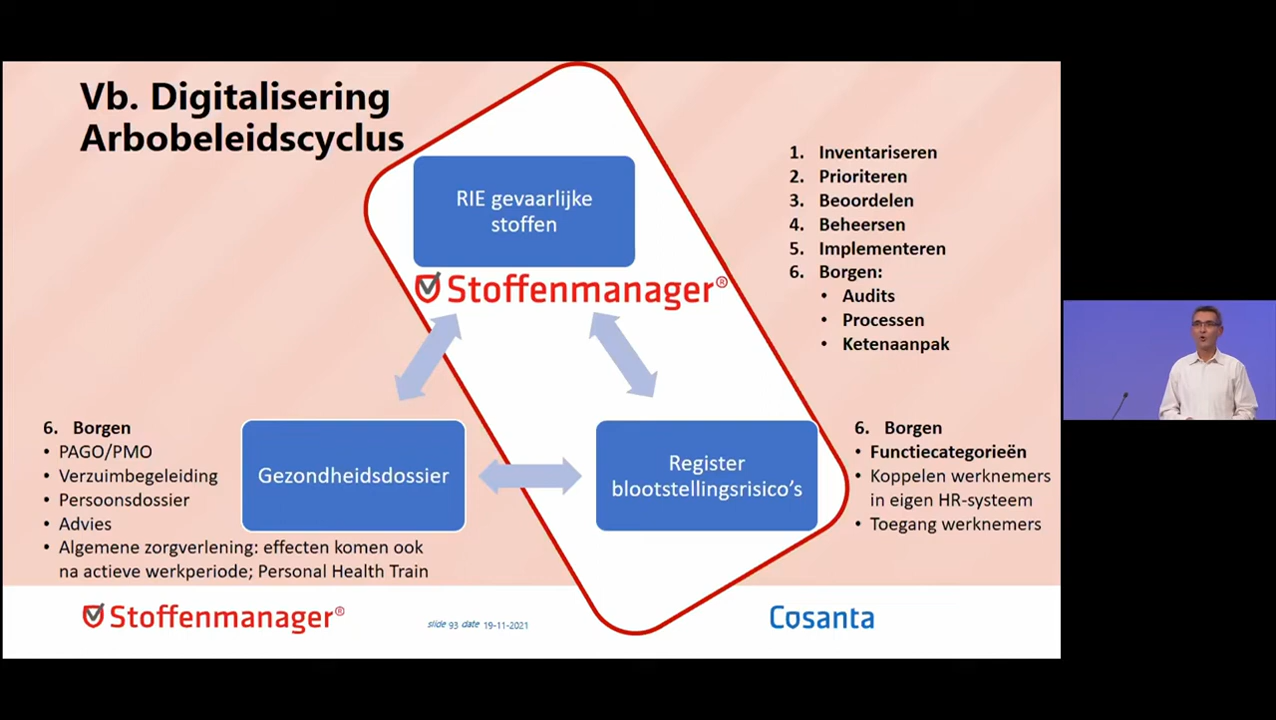 Vb. Digitalisering
Arbobeleidscyclus
RIE gevaarlijke
stoffen
Stoffenmanager®
1. Inventariseren
2. Prioriteren
3. Beoordelen
4. Beheersen
5. Implementeren
6. Borgen:
• Audits
• Processen
• Ketenaanpak
6. Borgen
• PAGO/PMO
• Verzuimbegeleiding
• Persoonsdossier
• Advies
• Algemene zorgverlening: effecten komen ook
na actieve werkperiode; Personal Health Train
Gezondheidsdossier
Register
blootstellingsrisico's
6. Borgen
• Functiecategorieën
• Koppelen werknemers
in eigen HR-systeem
• Toegang werknemers
Stoffenmanager®
slide 93 date 19-11-2021
Cosanta